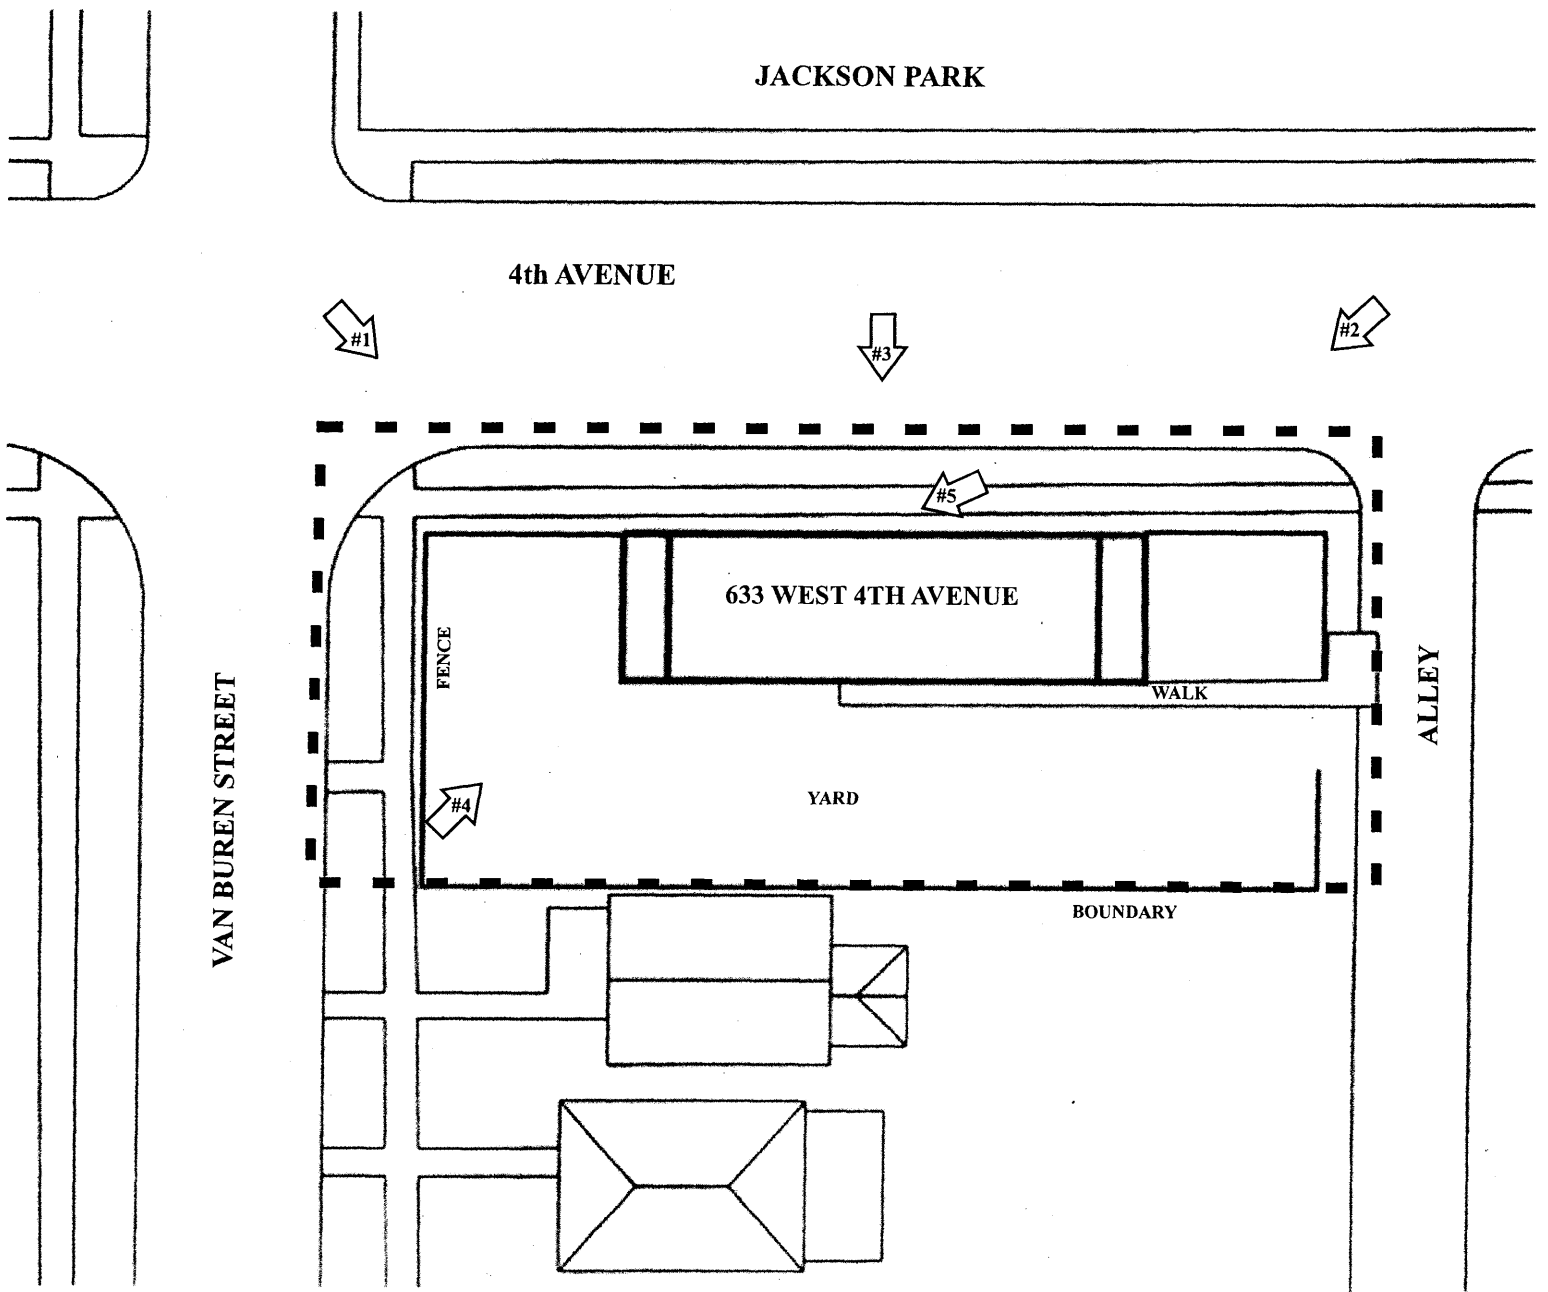 JACKSON PARK
4th AVENUE
#1
#3
#2
#5
633 WEST 4TH AVENUE
FENCE
WALK
ALLEY
VAN BUREN STREET
#4
YARD
BOUNDARY